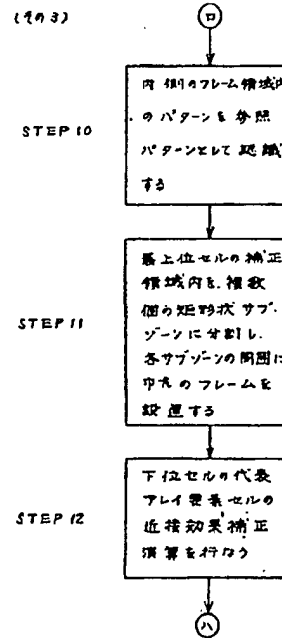 (その3)
ロ
STEP 10
内側のフレーム領域内
のパターンを参照
パターンとして認識
する
STEP 11
最上位セルの補正
領域内を、複数
個の矩形状サブ・
ゾーンに分割し、
各サブゾーンの周囲に
巾Rのフレームを
設置する
STEP 12
下位セルの代表
アレイ要素セルの
近接効果補正
演算を行なう
ハ